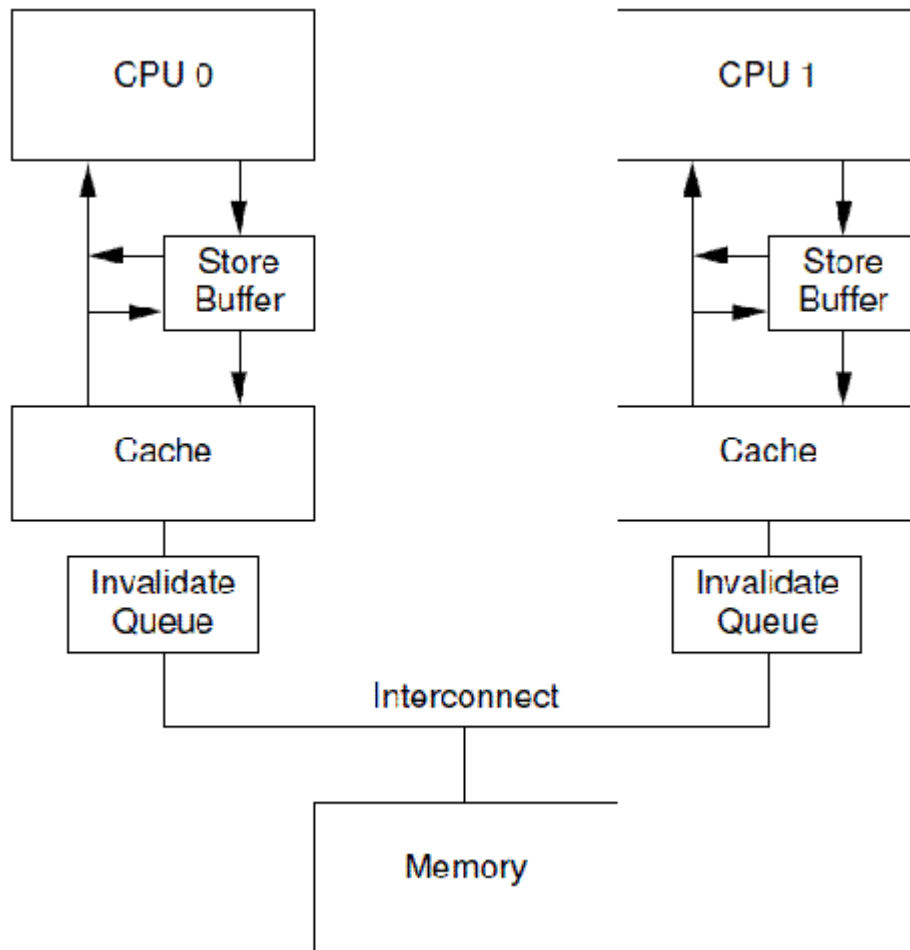 CPU 0
CPU 1
Store
Buffer
Store
Buffer
Cache
Cache
Invalidate
Queue
Invalidate
Queue
Interconnect
Memory